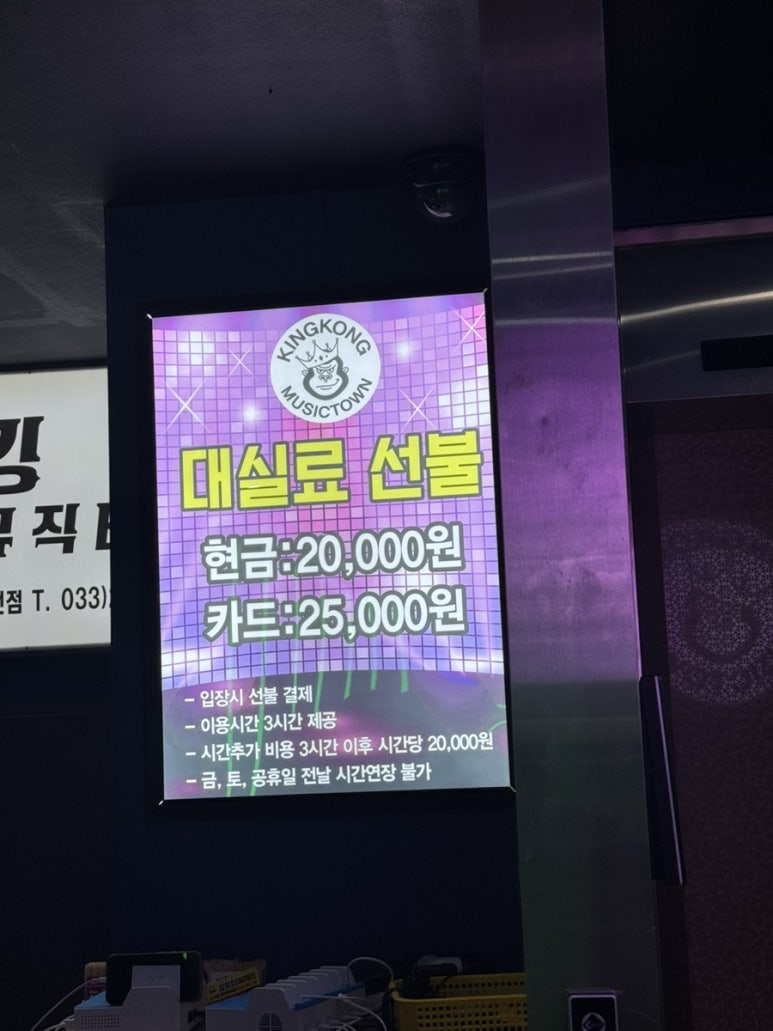 KINGKONG
MUSICTOWN
대실료 선불
현금:20,000원
카드:25,000원
- 입장시 선불 결제
- 이용시간 3시간 제공
- 시간추가 비용 3시간 이후 시간당 20,000원
- 금, 토, 공휴일 전날 시간연장 불가
킹
직
점 T. 033)